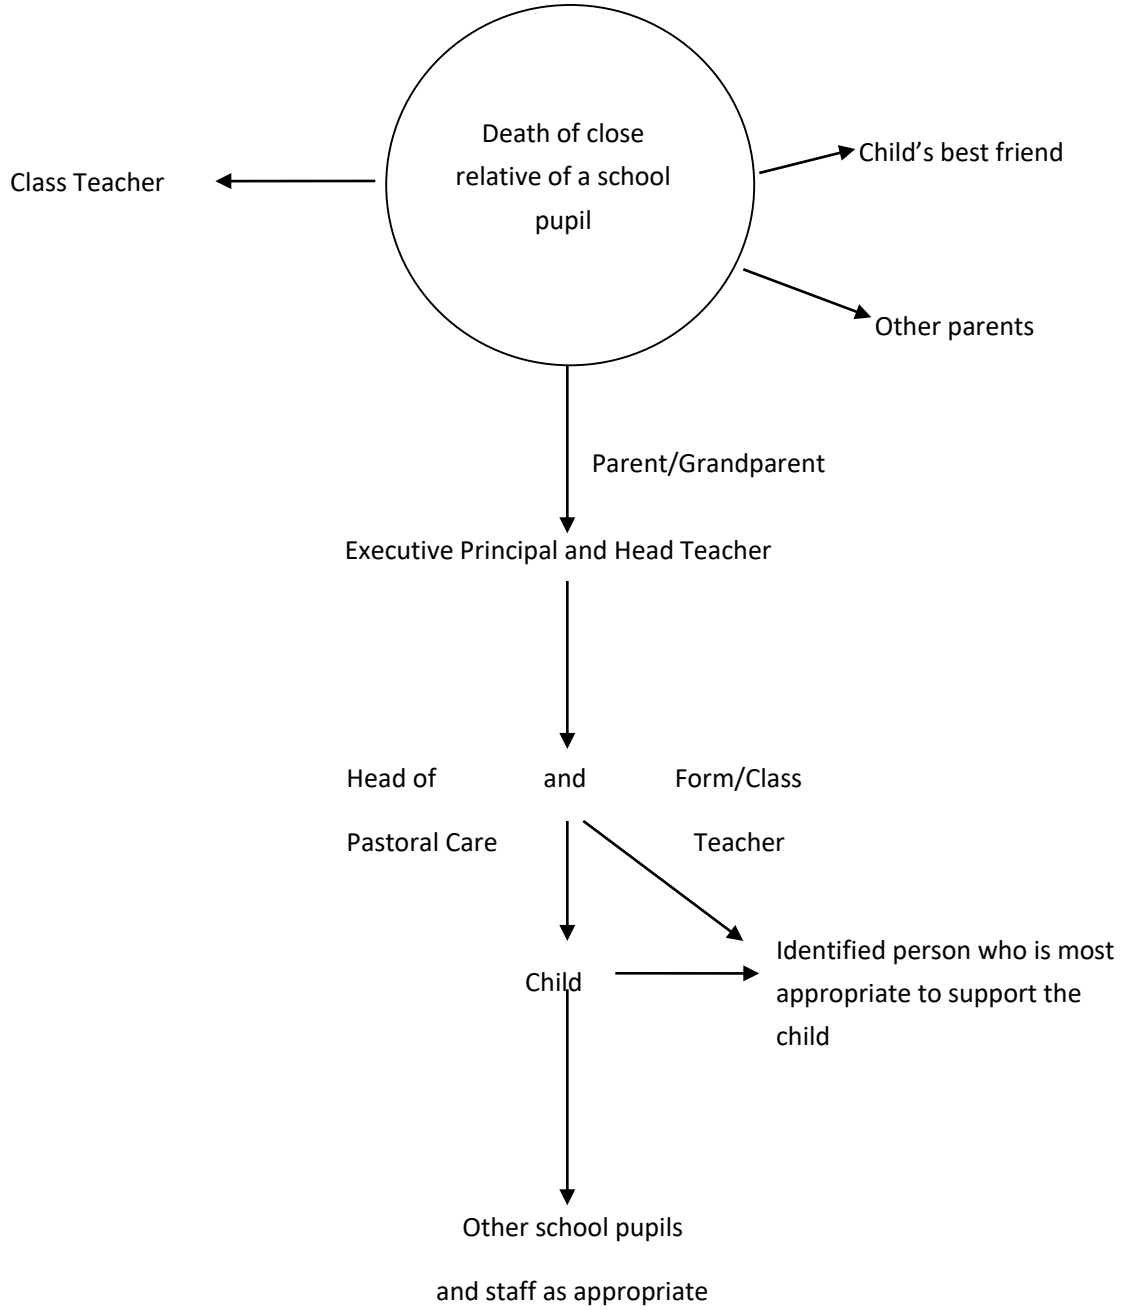 Death of close
relative of a school
pupil
Class Teacher
Child’s best friend
Other parents
Parent/Grandparent
Executive Principal and Head Teacher
Head of and Form/Class
Pastoral Care Teacher
Child
Identified person who is most
appropriate to support the
child
Other school pupils
and staff as appropriate